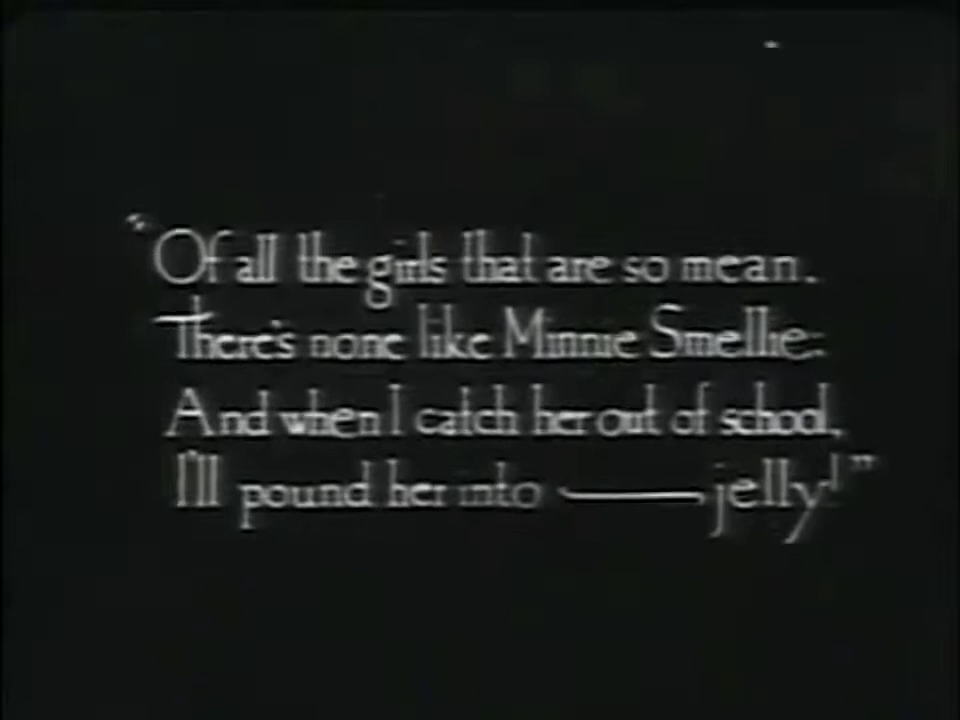 “Of all the girls that are so mean.
There's none like Minnie Smellie:
And when I catch her out of school,
I'll pound her into —— jelly!”